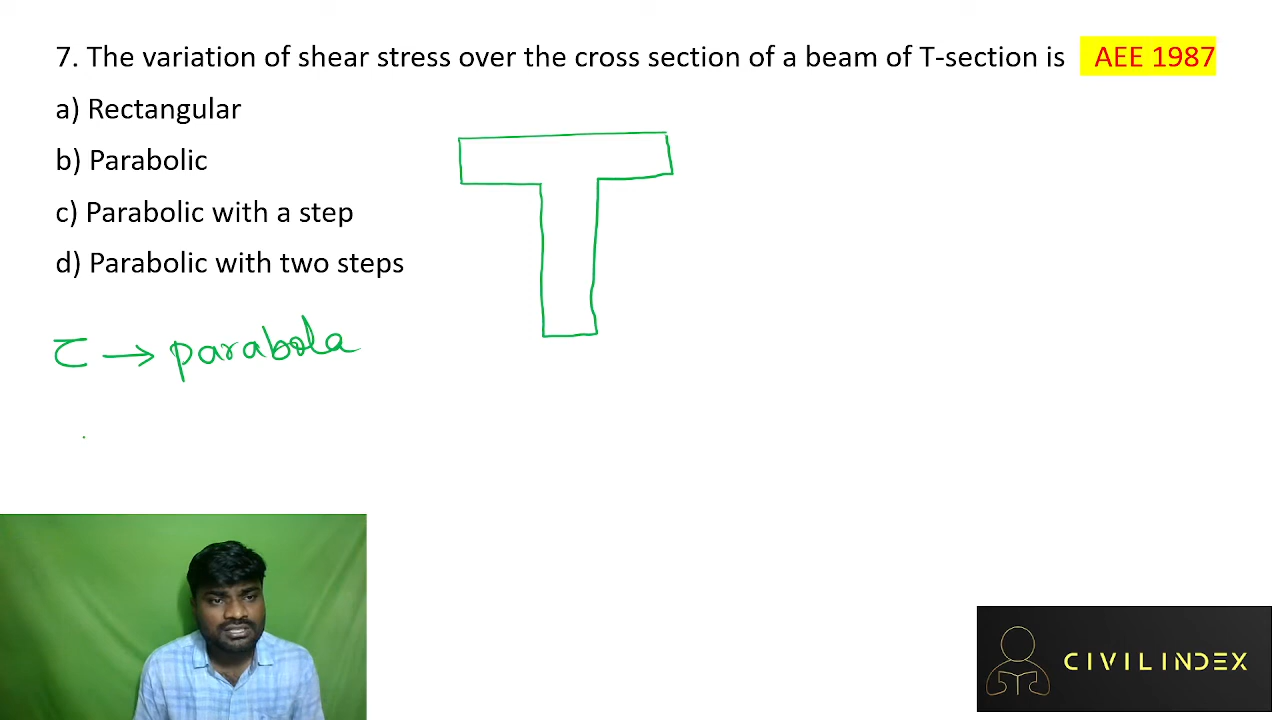 7. The variation of shear stress over the cross section of a beam of T-section is AEE 1987
a) Rectangular
b) Parabolic
c) Parabolic with a step
d) Parabolic with two steps
τ → parabola
CIVILINDEX